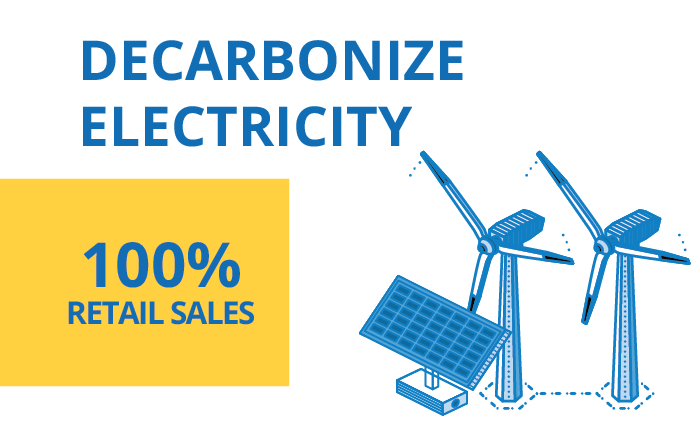 DECARBONIZE
ELECTRICITY
100%
RETAIL SALES